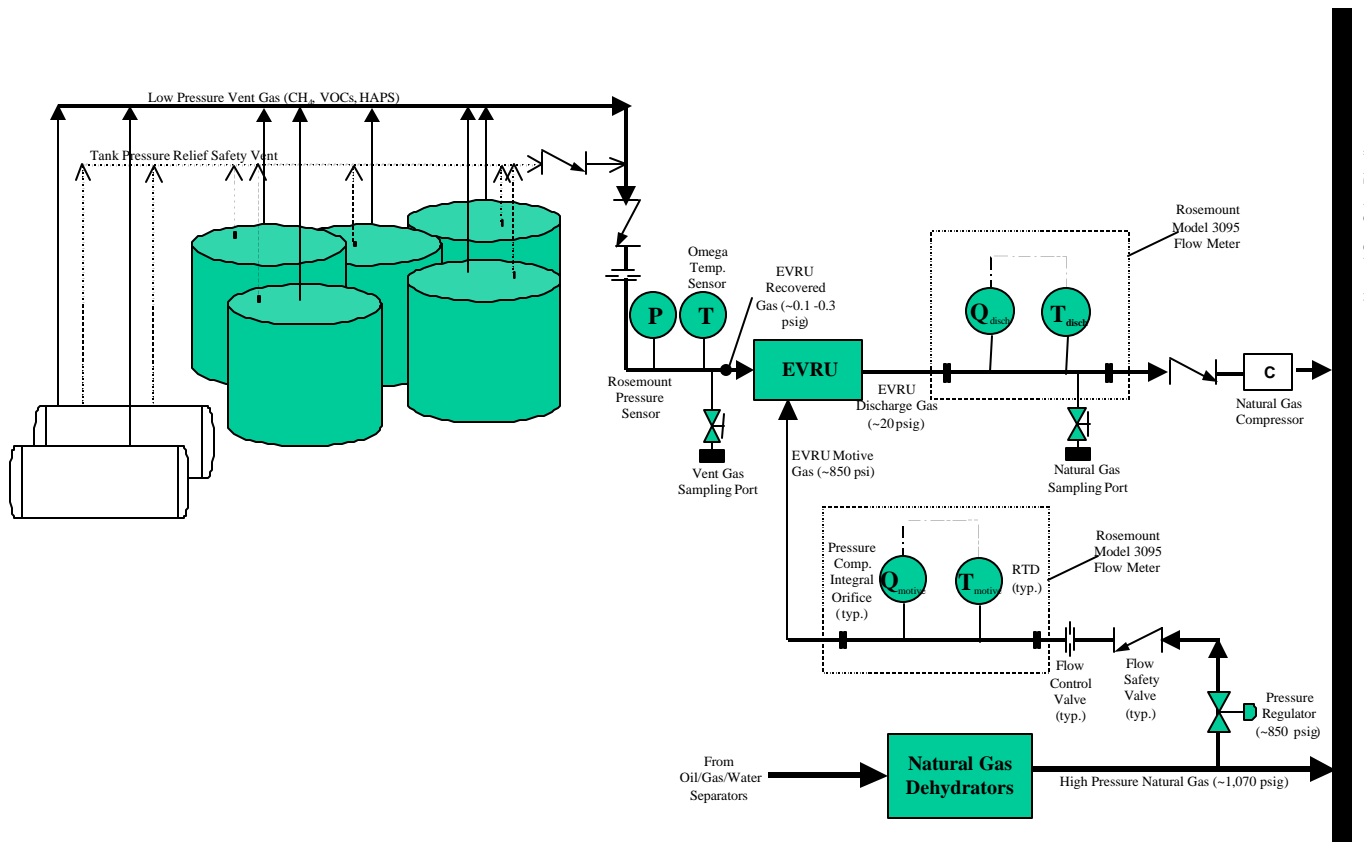 Low Pressure Vent Gas (CH4, VOCs, HAPS)
Tank Pressure Relief Safety Vent
Rosemount
Model 3095
Flow Meter
Omega
Temp.
Sensor
EVRU
Recovered
Gas (~0.1 -0.3
psig)
P
T
Q disch
T disch
Rosemount
Pressure
Sensor
EVRU
EVRU
Discharge Gas
(~20 psig)
C
Natural Gas
Compressor
EVRU Motive
Gas (~850 psi)
Vent Gas
Sampling Port
Natural Gas
Sampling Port
Pressure
Comp.
Integral
Orifice
(typ.)
Q motive
T motive
RTD
(typ.)
Rosemount
Model 3095
Flow Meter
Flow
Control
Valve
(typ.)
Flow
Safety
Valve
(typ.)
Pressure
Regulator
(~850 psig)
From
Oil/Gas/Water
Separators
Natural Gas
Dehydrators
High Pressure Natural Gas (~1,070 psig)